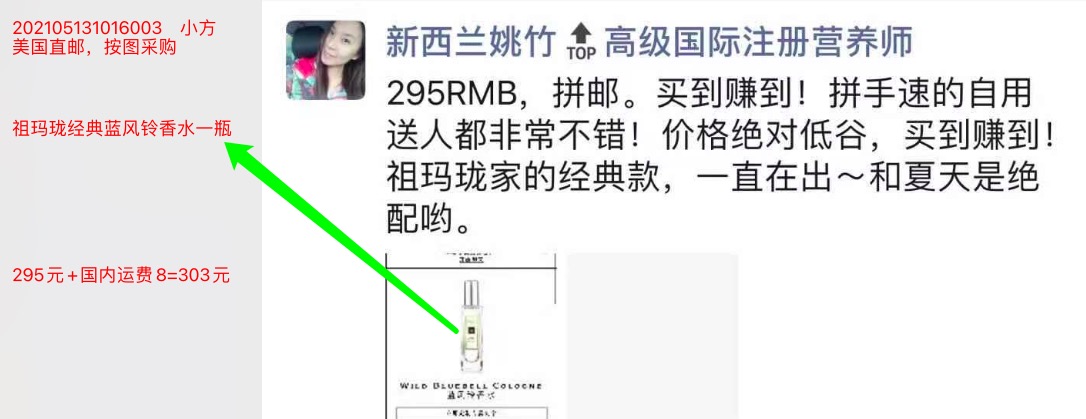 202105131016003 小方
美国直邮，按图采购
祖玛珑经典蓝风铃香水一瓶
295元+国内运费8=303元
新西兰姚竹 TOP 高级国际注册营养师
295RMB，拼邮。买到赚到！拼手速的自用
送人都非常不错！价格绝对低谷，买到赚到！
祖玛珑家的经典款，一直在出～和夏天是绝
配哟。
WILD BLUEBELL COLOGNE
蓝风铃香水